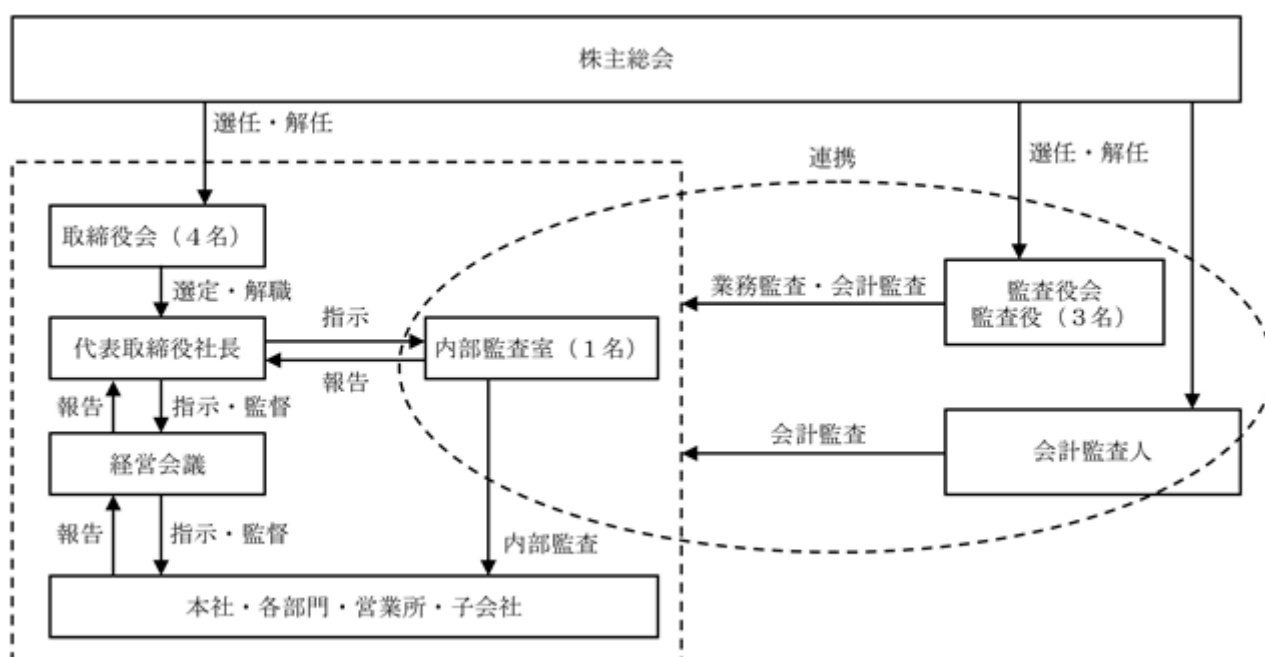 株主総会
選任・解任
選任・解任
連携
取締役会（４名）
選定・解職
業務監査・会計監査
監査役会
監査役（３名）
代表取締役社長
指示
報告
内部監査室（１名）
報告
指示・監督
会計監査
会計監査人
経営会議
報告
指示・監督
内部監査
本社・各部門・営業所・子会社